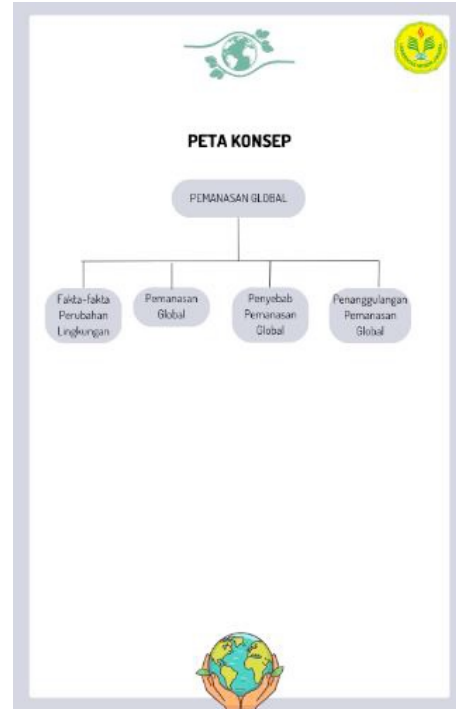 PETA KONSEP
PEMANASAN GLOBAL
Fakta-fakta
Perubahan
Lingkungan
Pemanasan
Global
Penyebab
Pemanasan
Global
Penanggulangan
Pemanasan
Global